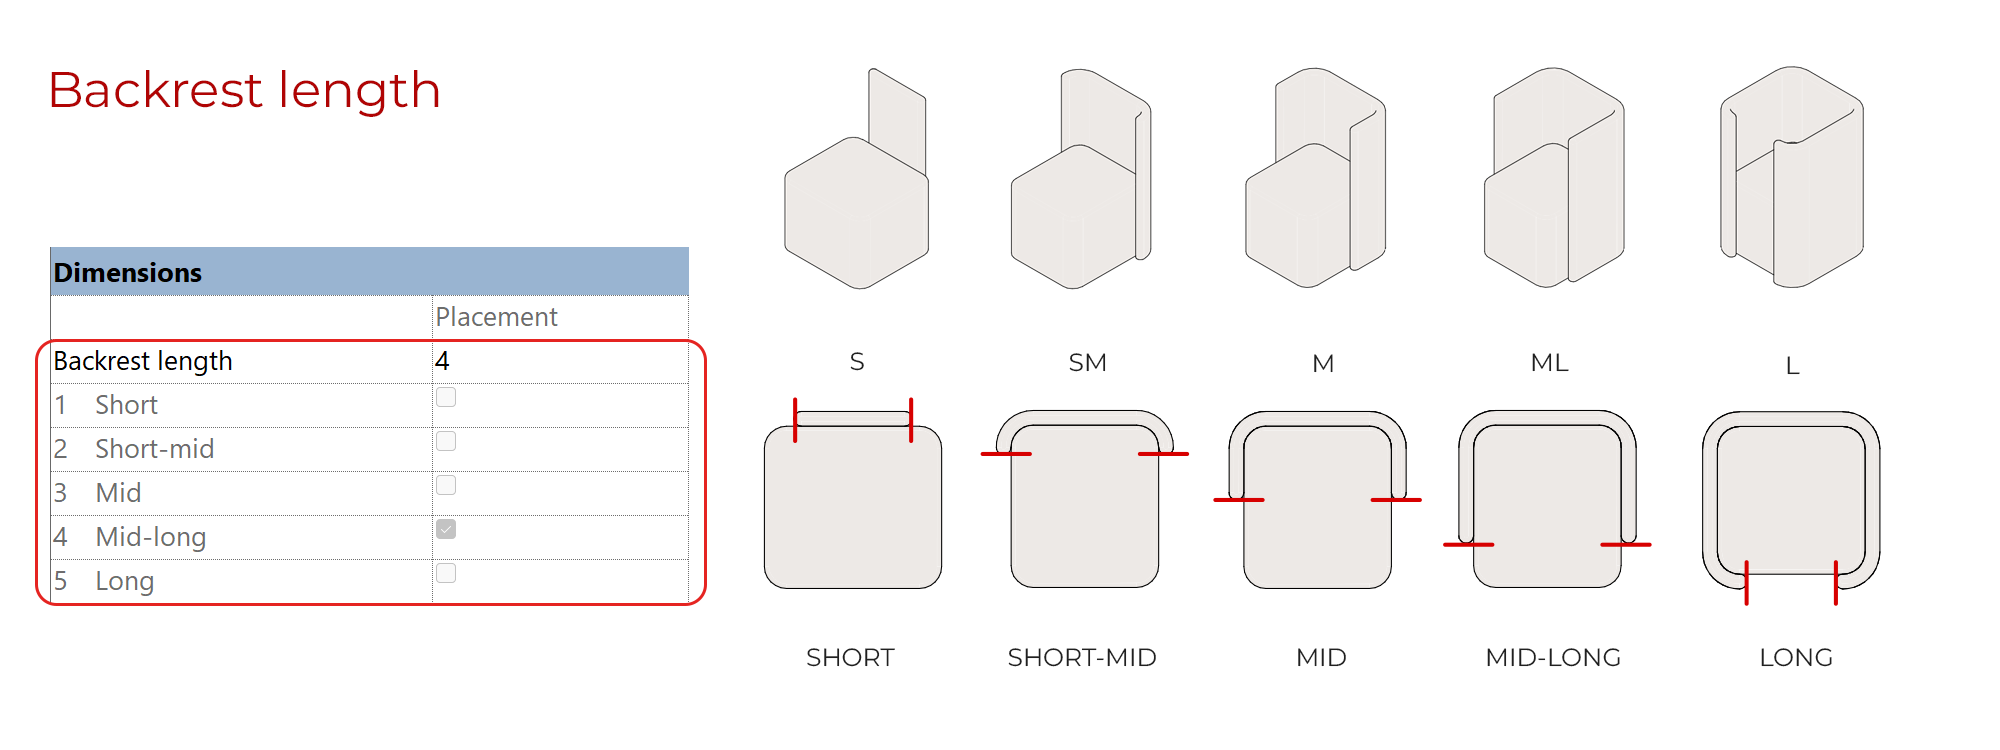 Backrest length
Dimensions
Placement
Backrest length 4
1 Short
2 Short-mid
3 Mid
4 Mid-long
5 Long
S SM M ML L
SHORT SHORT-MID MID MID-LONG LONG